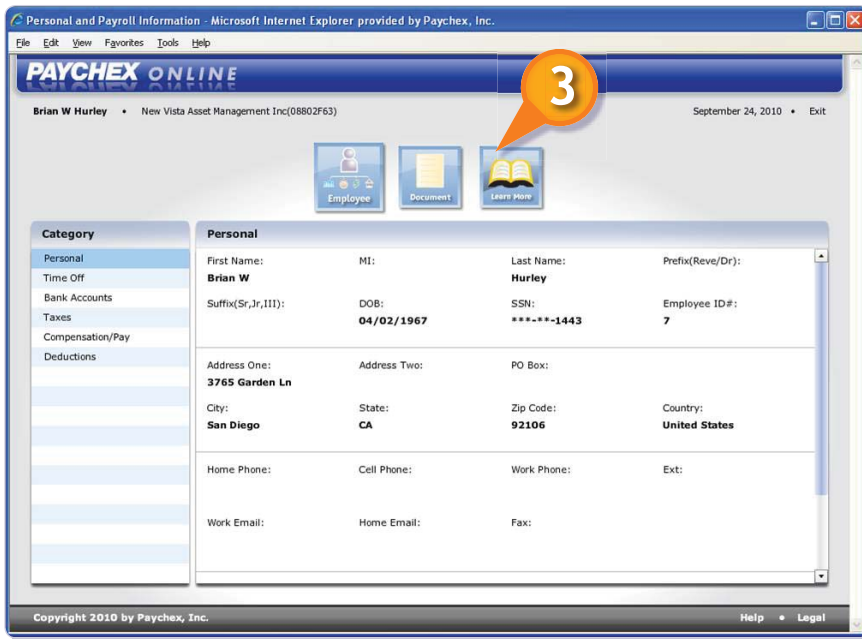 Personal and Payroll Information - Microsoft Internet Explorer provided by Paychex, Inc.
File Edit View Favorites Tools Help
PAYCHEX ONLINE
3
Brian W Hurley • New Vista Asset Management Inc(08802F63) September 24, 2010 • Exit
Employee Document Learn More
Category Personal
Personal
Time Off
Bank Accounts
Taxes
Compensation/Pay
Deductions
First Name: MI: Last Name: Prefix(Reve/Dr):
Brian W Hurley
Suffix(Sr,Jr,III): DOB: SSN: Employee ID#:
04/02/1967 ***-**-1443 7
Address One: Address Two: PO Box:
3765 Garden Ln
City: State: Zip Code: Country:
San Diego CA 92106 United States
Home Phone: Cell Phone: Work Phone: Ext:
Work Email: Home Email: Fax:
Copyright 2010 by Paychex, Inc. Help • Legal